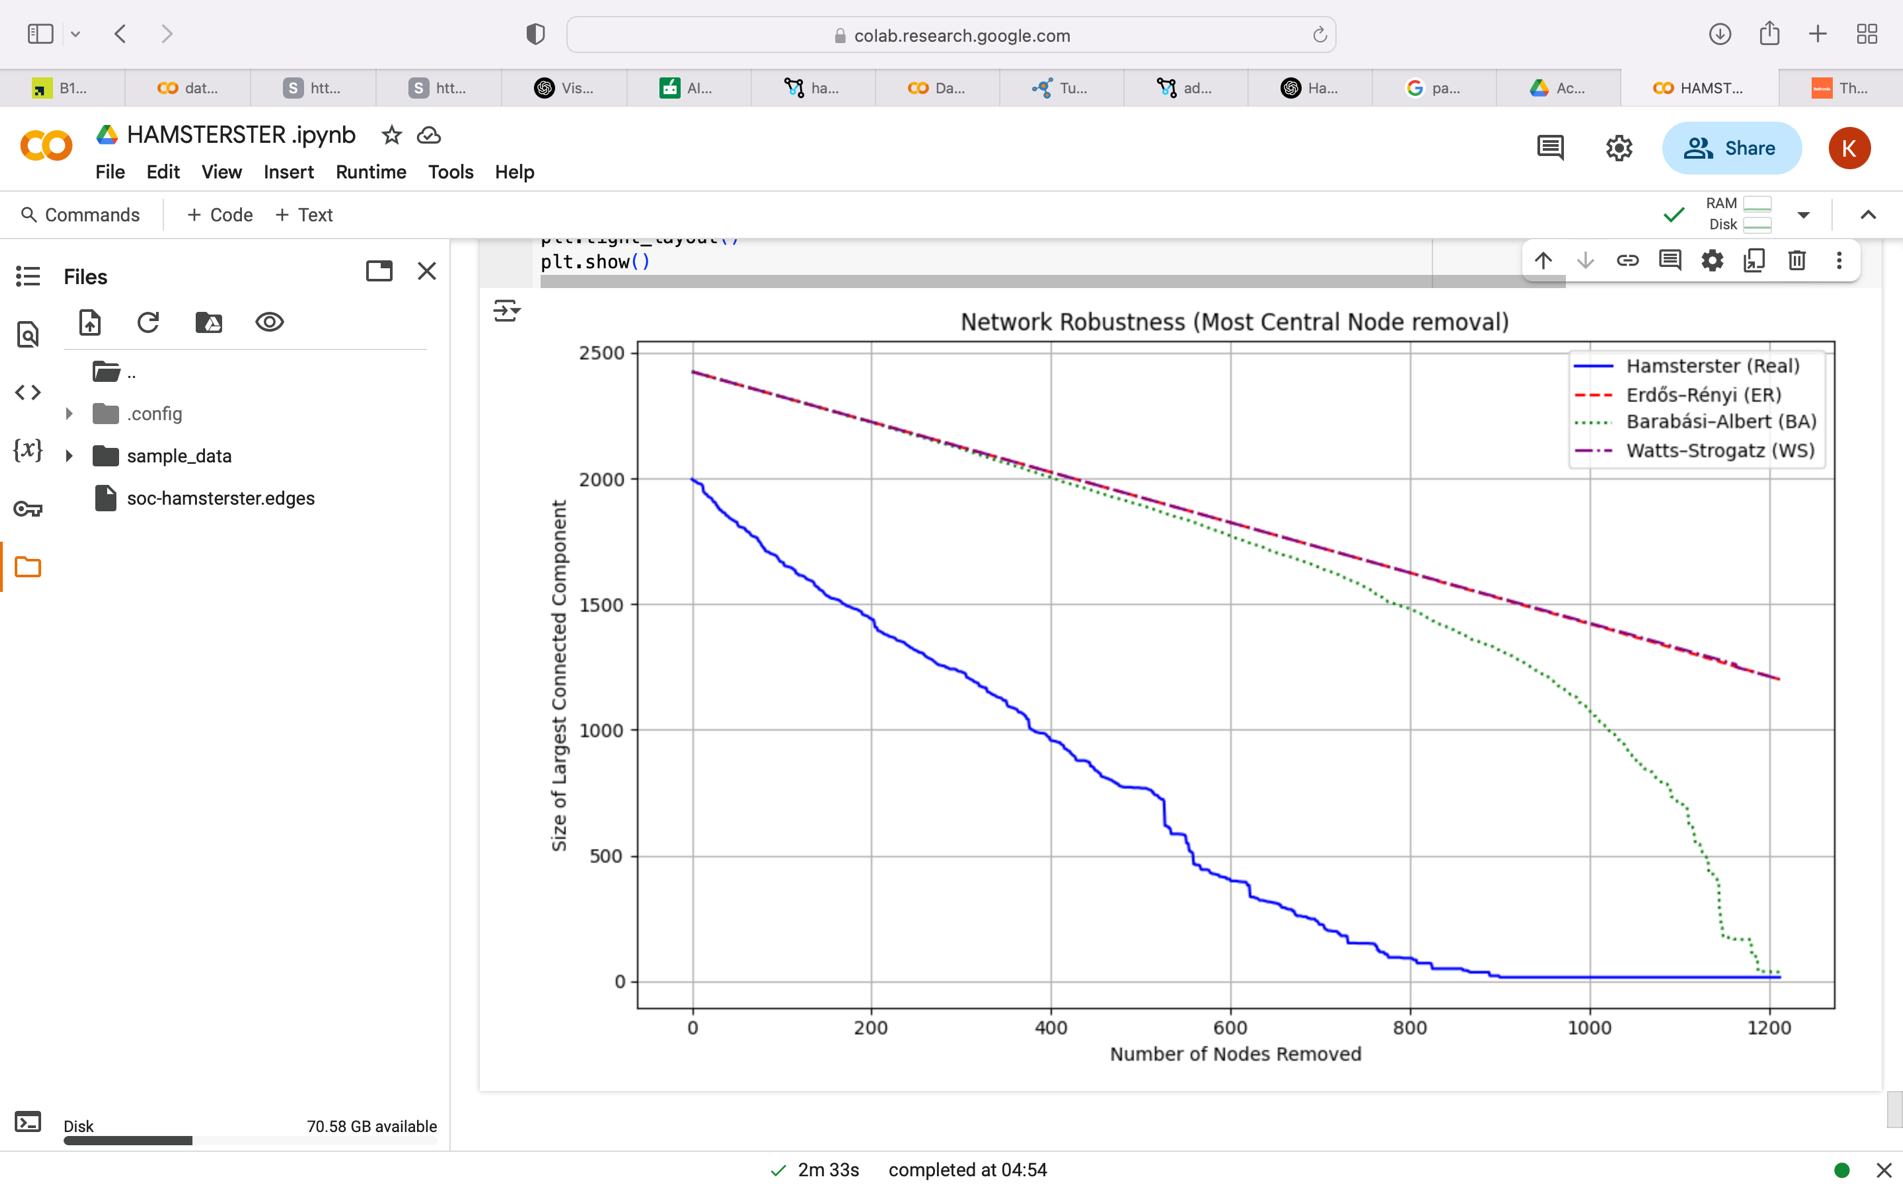 colab.research.google.com
B1...
dat...
S htt...
S htt...
Vis...
AI...
ha...
Da...
Tu...
ad...
Ha...
pa...
Ac...
HAMST...
Th...
HAMSTERSTER .ipynb
Share
K
File Edit View Insert Runtime Tools Help
Commands + Code + Text
RAM
Disk
Files
..
.config
sample_data
soc-hamsterster.edges
Disk 70.58 GB available
plt.tight_layout()
plt.show()
Network Robustness (Most Central Node removal)
Hamsterster (Real)
Erdős–Rényi (ER)
Barabási–Albert (BA)
Watts–Strogatz (WS)
Size of Largest Connected Component
2500
2000
1500
1000
500
0
0 200 400 600 800 1000 1200
Number of Nodes Removed
2m 33s completed at 04:54